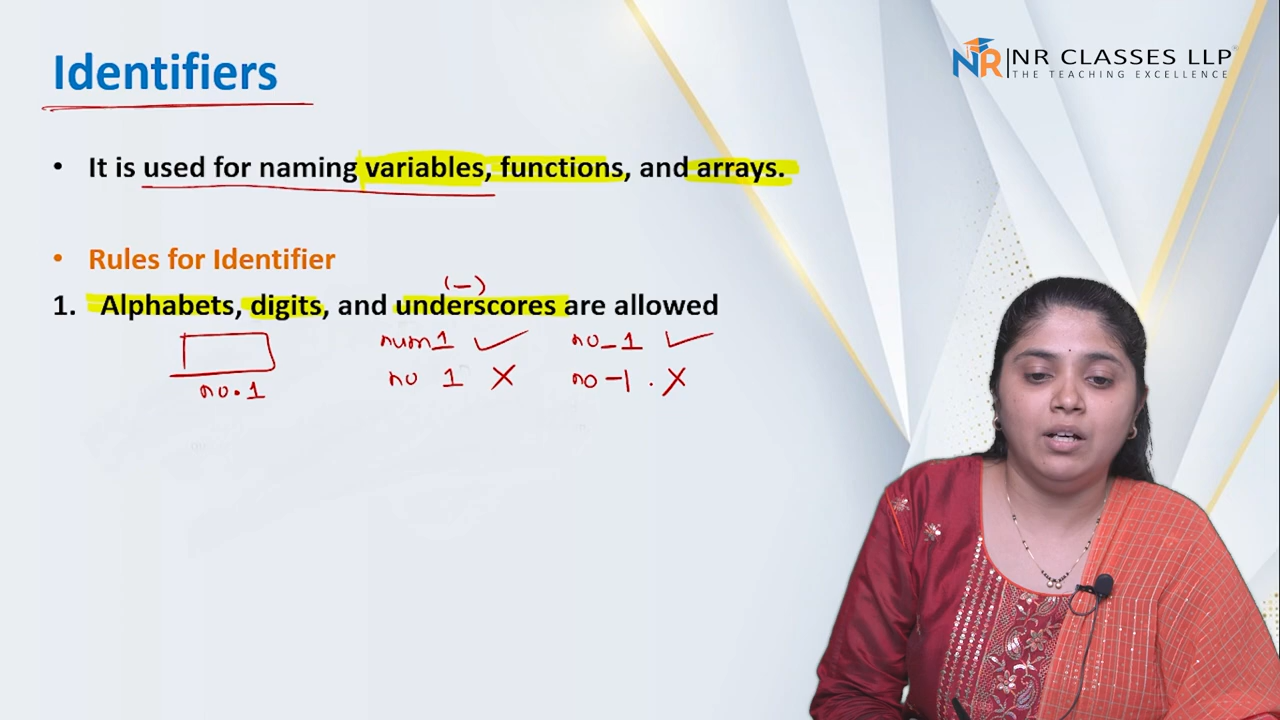 Identifiers
NR | NR CLASSES LLP
THE TEACHING EXCELLENCE
• It is used for naming variables, functions, and arrays.
• Rules for Identifier
(_)
1. Alphabets, digits, and underscores are allowed
num1 ✓ no_1 ✓
no 1 X no-1 . X
no.1